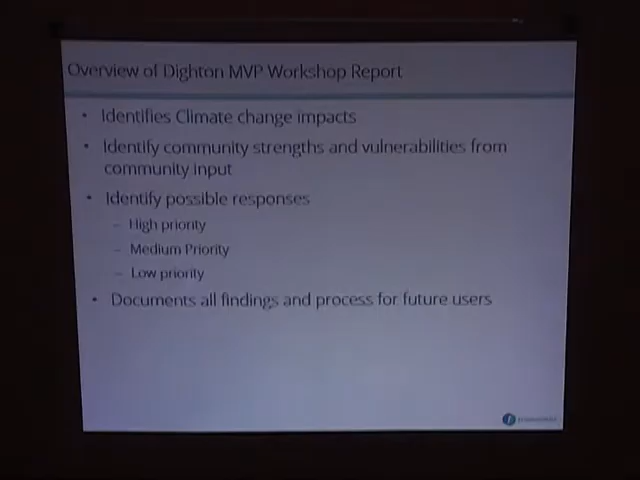 Overview of Dighton MVP Workshop Report
• Identifies Climate change impacts
• Identify community strengths and vulnerabilities from
community input
• Identify possible responses
– High priority
– Medium Priority
– Low priority
• Documents all findings and process for future users